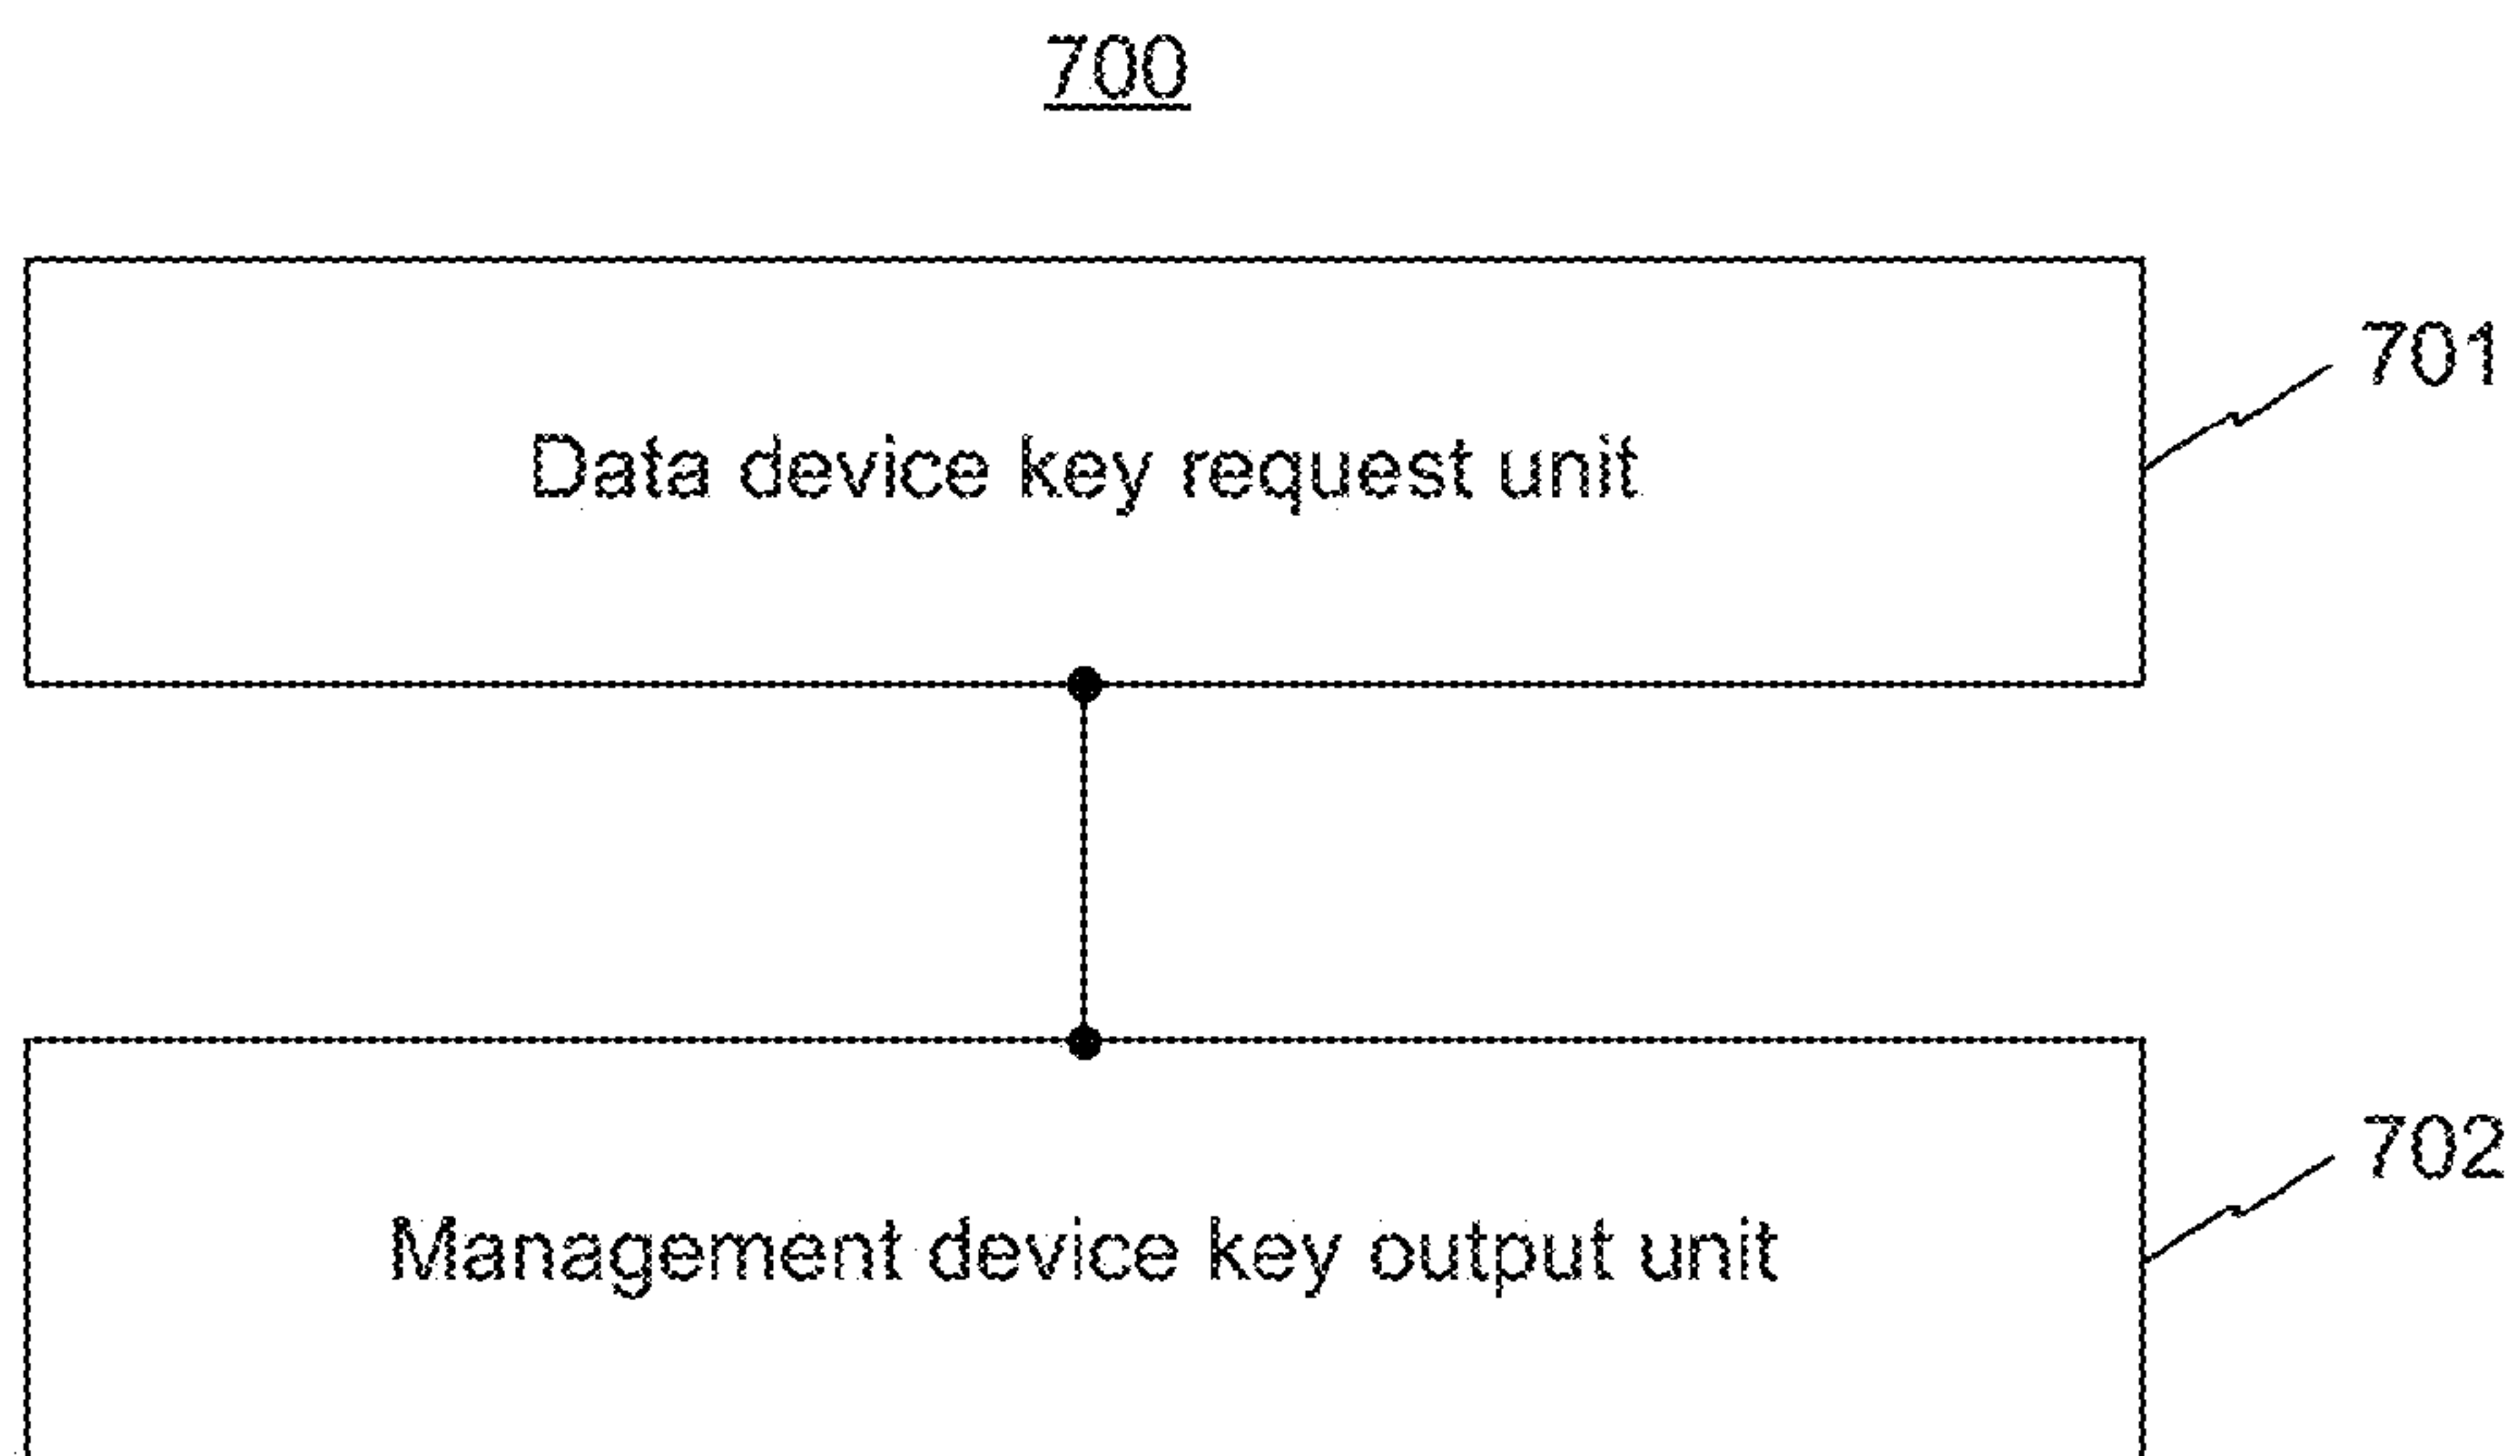 700
701
Data device key request unit
702
Management device key output unit